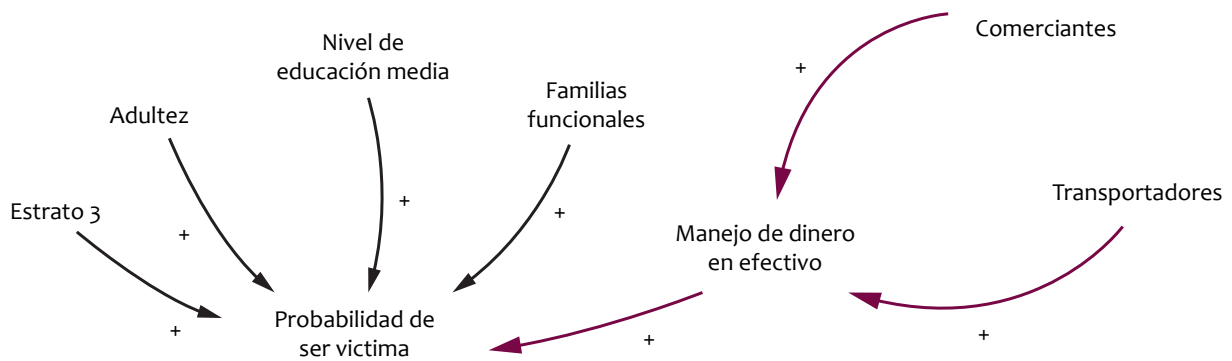 Nivel de
educación media
Comerciantes
+
Familias
funcionales
Adultez
Transportadores
+
Estrato 3
+
+
Manejo de dinero
en efectivo
Probabilidad de
ser victima
+
+
+